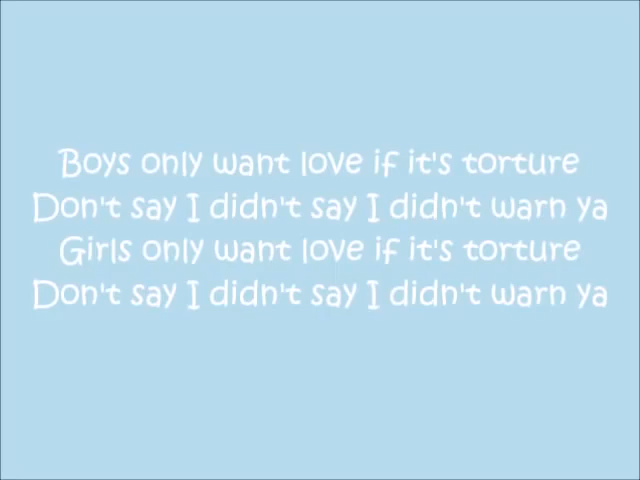 Boys only want love if it's torture
Don't say I didn't say I didn't warn ya
Girls only want love if it's torture
Don't say I didn't say I didn't warn ya